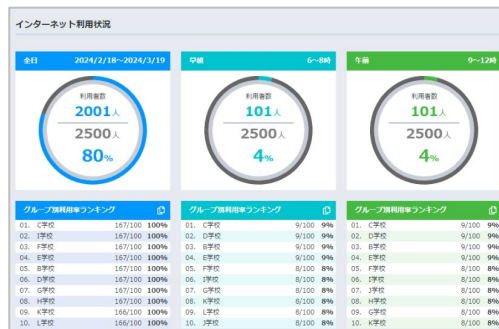 インターネット利用状況
全日 2024/2/18～2024/3/19
利用者数
2001人
2500人
80%
早朝 6～8時
利用者数
101人
2500人
4%
午前 9～12時
利用者数
101人
2500人
4%
グループ別利用率ランキング
01. C学校 167/100 100%
02. I学校 167/100 100%
03. F学校 167/100 100%
04. E学校 167/100 100%
05. B学校 167/100 100%
06. D学校 167/100 100%
07. G学校 167/100 100%
08. H学校 167/100 100%
09. K学校 166/100 100%
10. L学校 166/100 100%
グループ別利用率ランキング
01. C学校 9/100 9%
02. D学校 9/100 9%
03. B学校 9/100 9%
04. E学校 9/100 9%
05. F学校 8/100 8%
06. I学校 8/100 8%
07. G学校 8/100 8%
08. K学校 8/100 8%
09. H学校 8/100 8%
10. J学校 8/100 8%
グループ別利用率ランキング
01. C学校 9/100 9%
02. D学校 9/100 9%
03. B学校 9/100 9%
04. E学校 9/100 9%
05. F学校 8/100 8%
06. I学校 8/100 8%
07. J学校 8/100 8%
08. G学校 8/100 8%
09. H学校 8/100 8%
10. K学校 8/100 8%